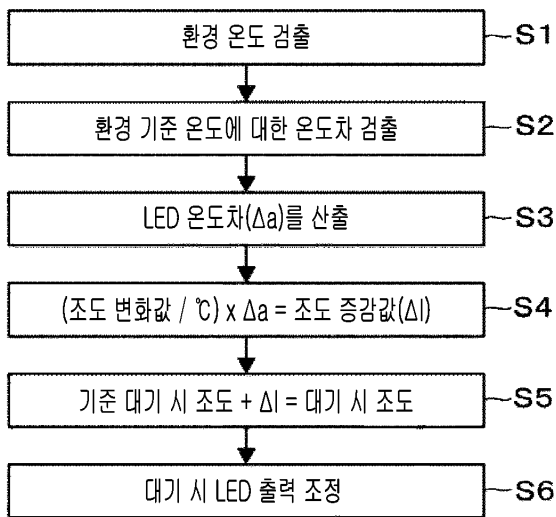 환경 온도 검출 S1
환경 기준 온도에 대한 온도차 검출 S2
LED 온도차(Δa)를 산출 S3
(조도 변화값 / ℃) x Δa = 조도 증감값(ΔI) S4
기준 대기 시 조도 + ΔI = 대기 시 조도 S5
대기 시 LED 출력 조정 S6